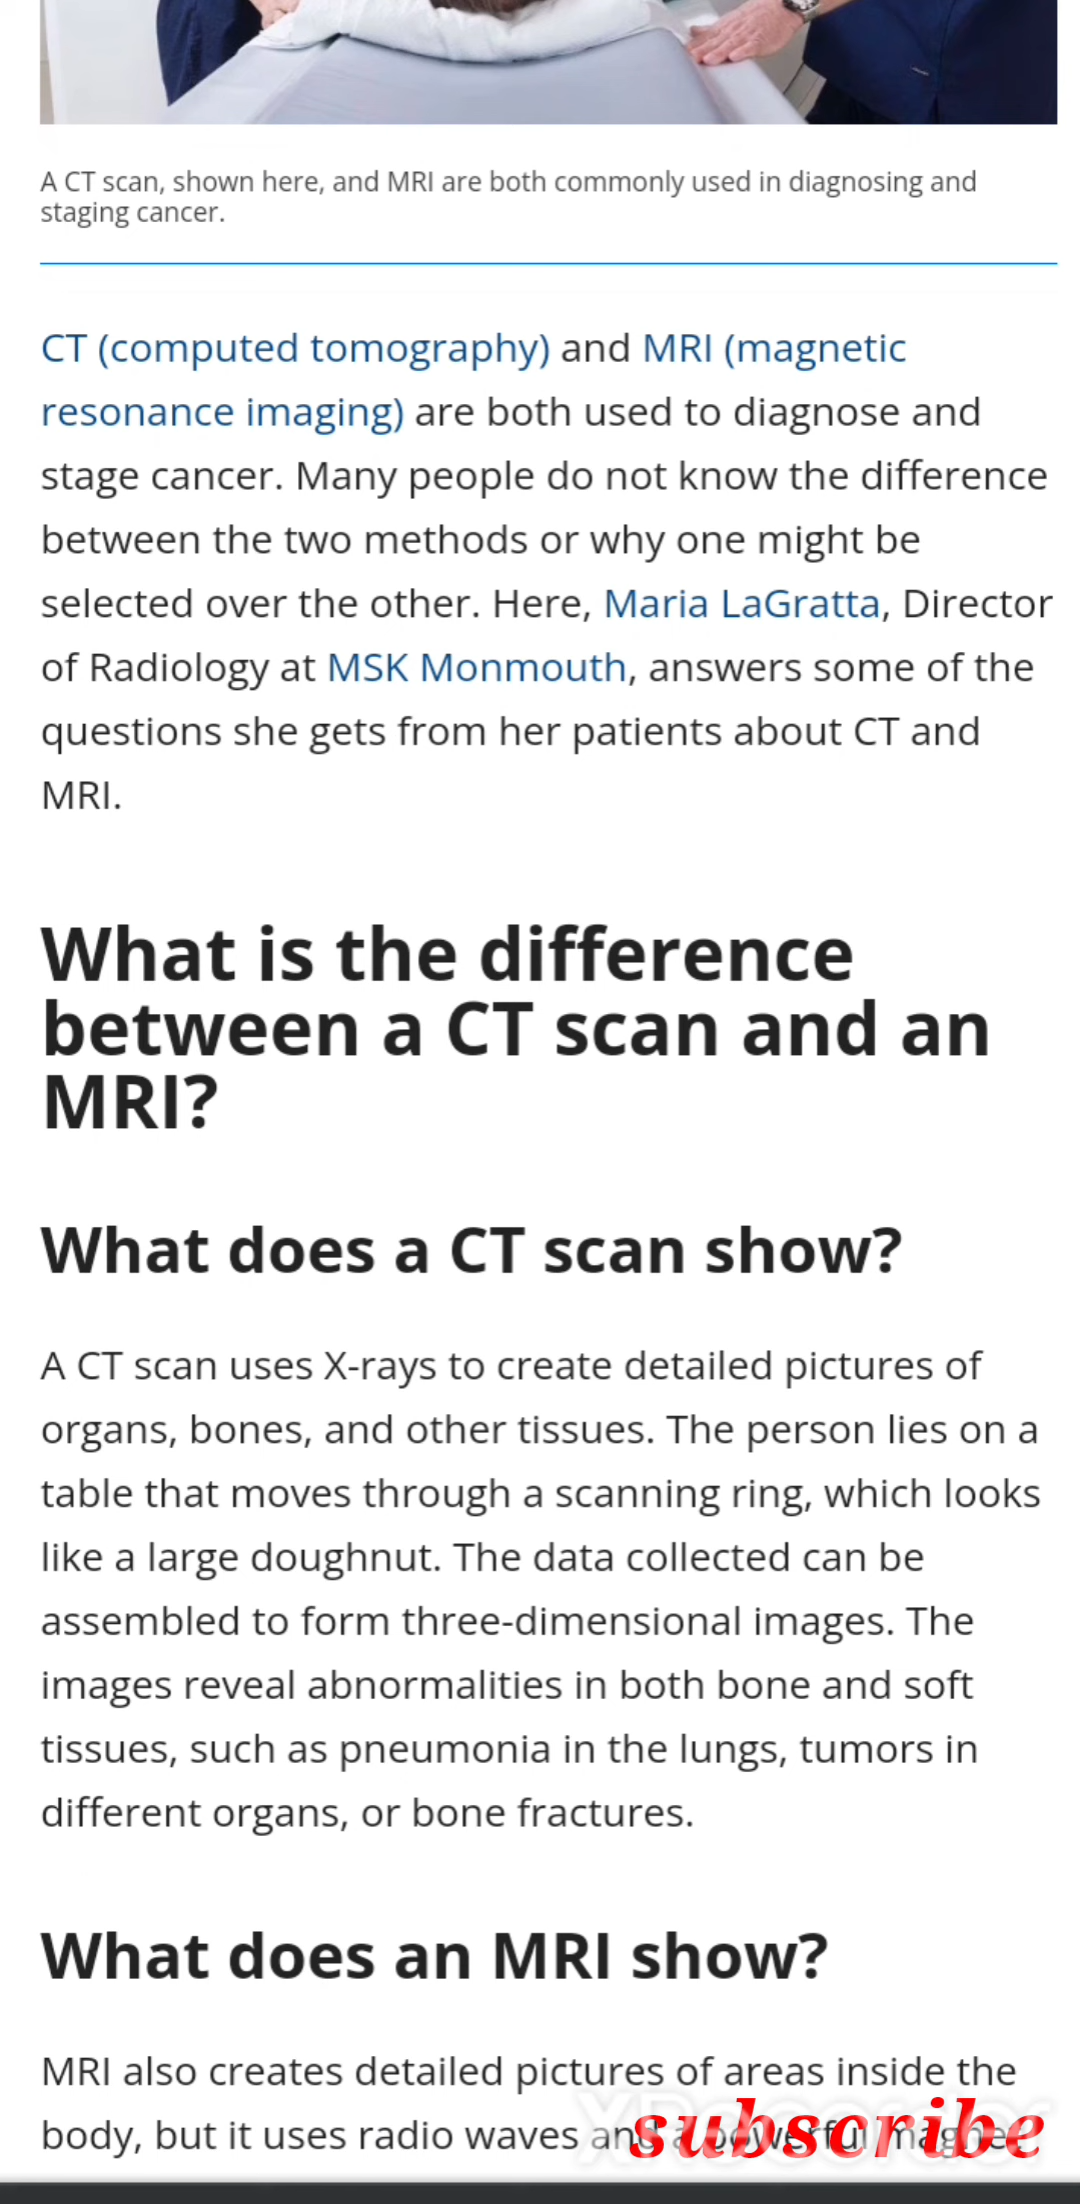 A CT scan, shown here, and MRI are both commonly used in diagnosing and
staging cancer.
CT (computed tomography) and MRI (magnetic
resonance imaging) are both used to diagnose and
stage cancer. Many people do not know the difference
between the two methods or why one might be
selected over the other. Here, Maria LaGratta, Director
of Radiology at MSK Monmouth, answers some of the
questions she gets from her patients about CT and
MRI.
What is the difference
between a CT scan and an
MRI?
What does a CT scan show?
A CT scan uses X-rays to create detailed pictures of
organs, bones, and other tissues. The person lies on a
table that moves through a scanning ring, which looks
like a large doughnut. The data collected can be
assembled to form three-dimensional images. The
images reveal abnormalities in both bone and soft
tissues, such as pneumonia in the lungs, tumors in
different organs, or bone fractures.
What does an MRI show?
MRI also creates detailed pictures of areas inside the
body, but it uses radio waves and a powerful
subscribe